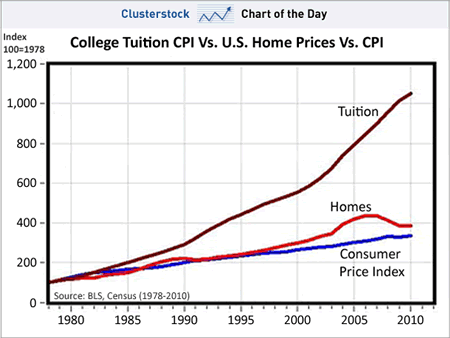 Clusterstock Chart of the Day
Index
100=1978
College Tuition CPI Vs. U.S. Home Prices Vs. CPI
1,200
1,000
800
600
400
200
0
Tuition
Homes
Consumer
Price Index
Source: BLS, Census (1978-2010)
1980 1985 1990 1995 2000 2005 2010